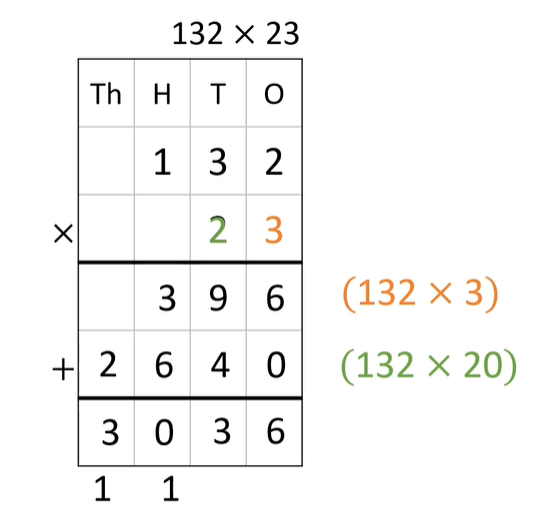 132 × 23
Th H T O
1 3 2
× 2 3
3 9 6 (132 × 3)
+ 2 6 4 0 (132 × 20)
3 0 3 6
1 1